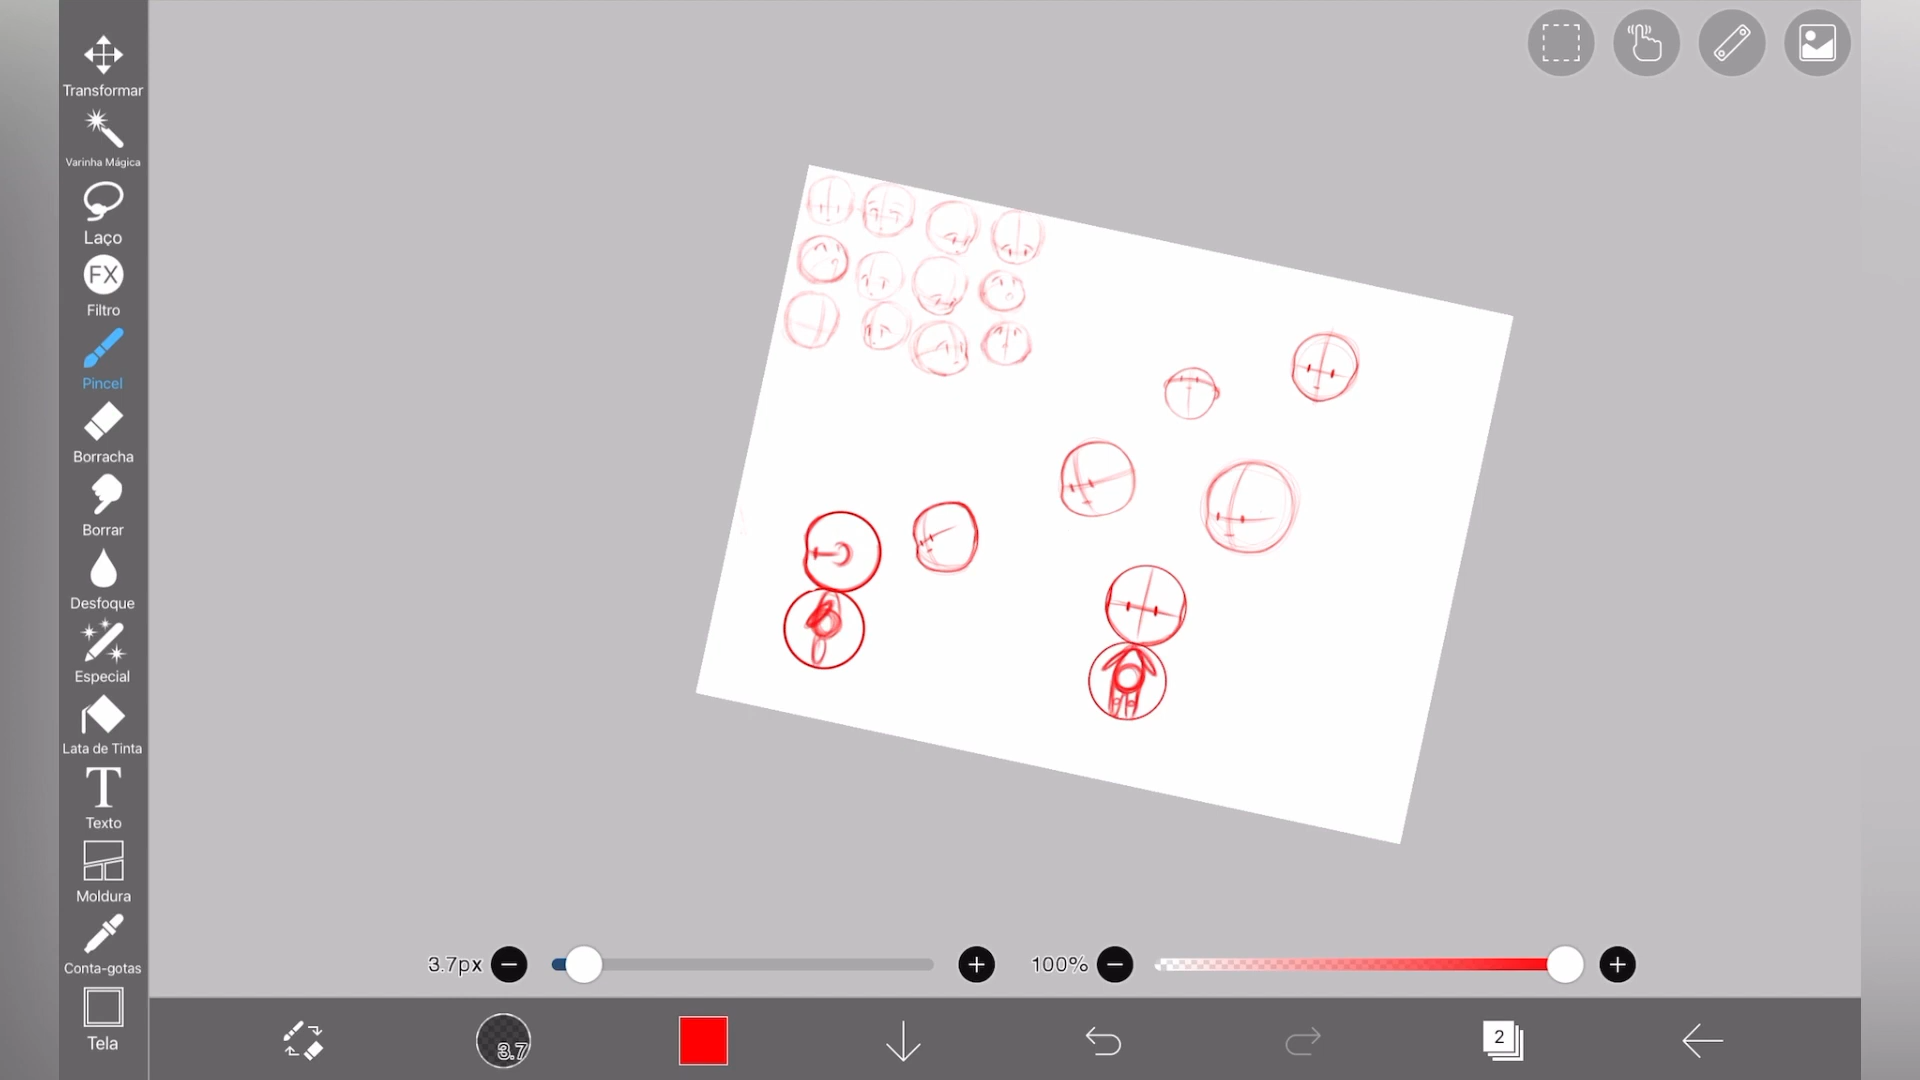 Transformar
Varinha Mágica
Laço
FX
Filtro
Pincel
Borracha
Borrar
Desfoque
Especial
Lata de Tinta
T
Texto
Moldura
Conta-gotas
Tela
3.7px
100%
3.7
2